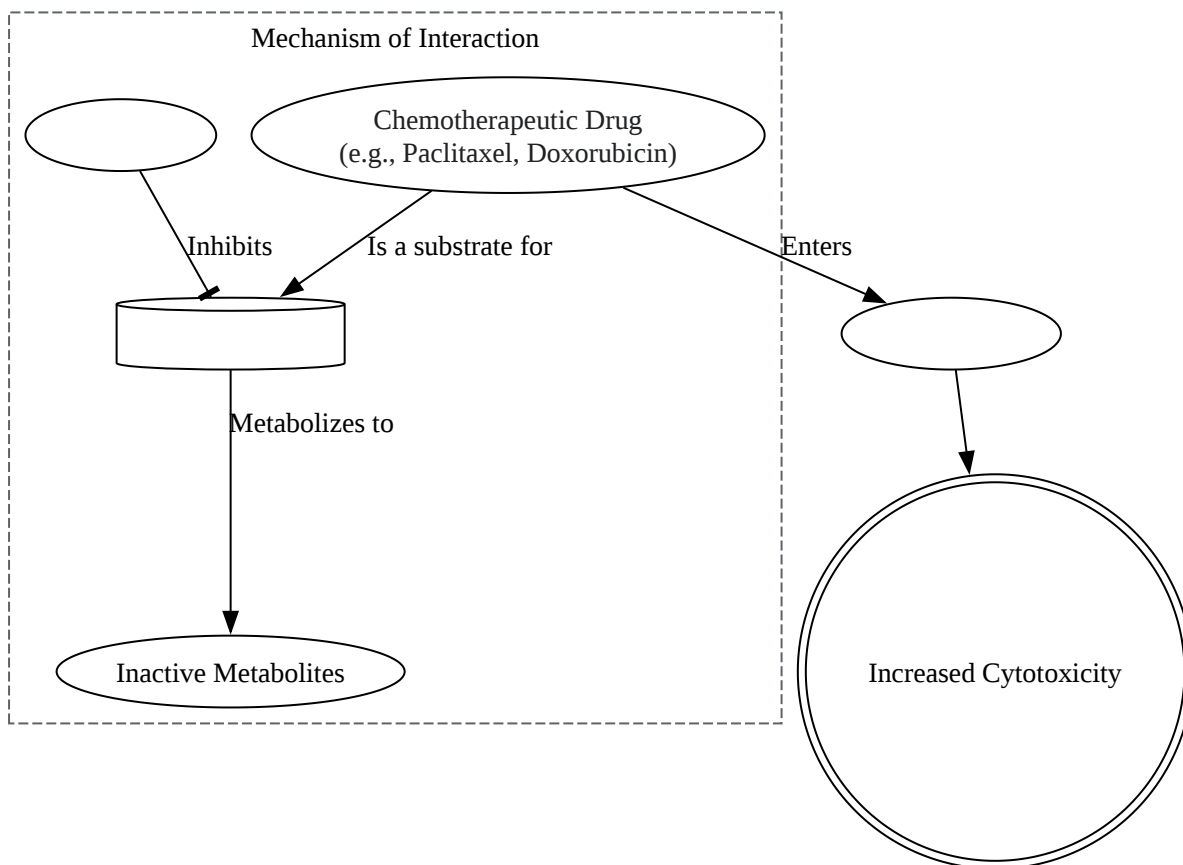 Mechanism of Interaction
Chemotherapeutic Drug
(e.g., Paclitaxel, Doxorubicin)
Inhibits
Is a substrate for
Enters
Metabolizes to
Inactive Metabolites
Increased Cytotoxicity